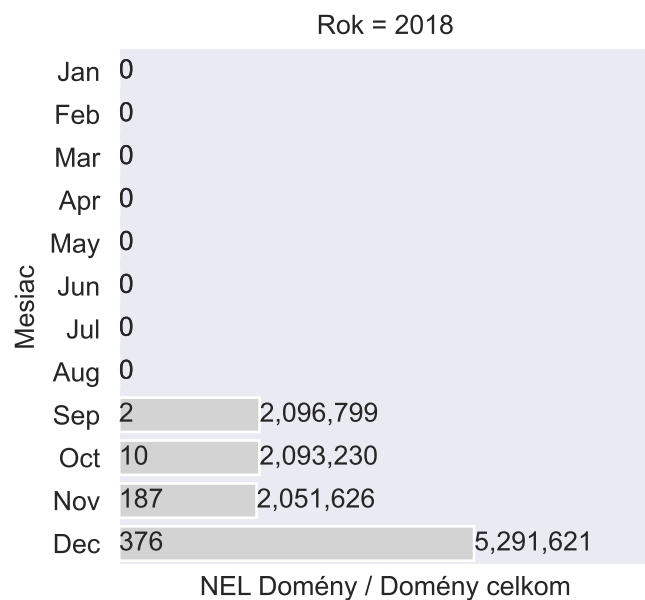 Rok = 2018
Mesiac
Jan 0
Feb 0
Mar 0
Apr 0
May 0
Jun 0
Jul 0
Aug 0
Sep 2 2,096,799
Oct 10 2,093,230
Nov 187 2,051,626
Dec 376 5,291,621
NEL Domény / Domény celkom